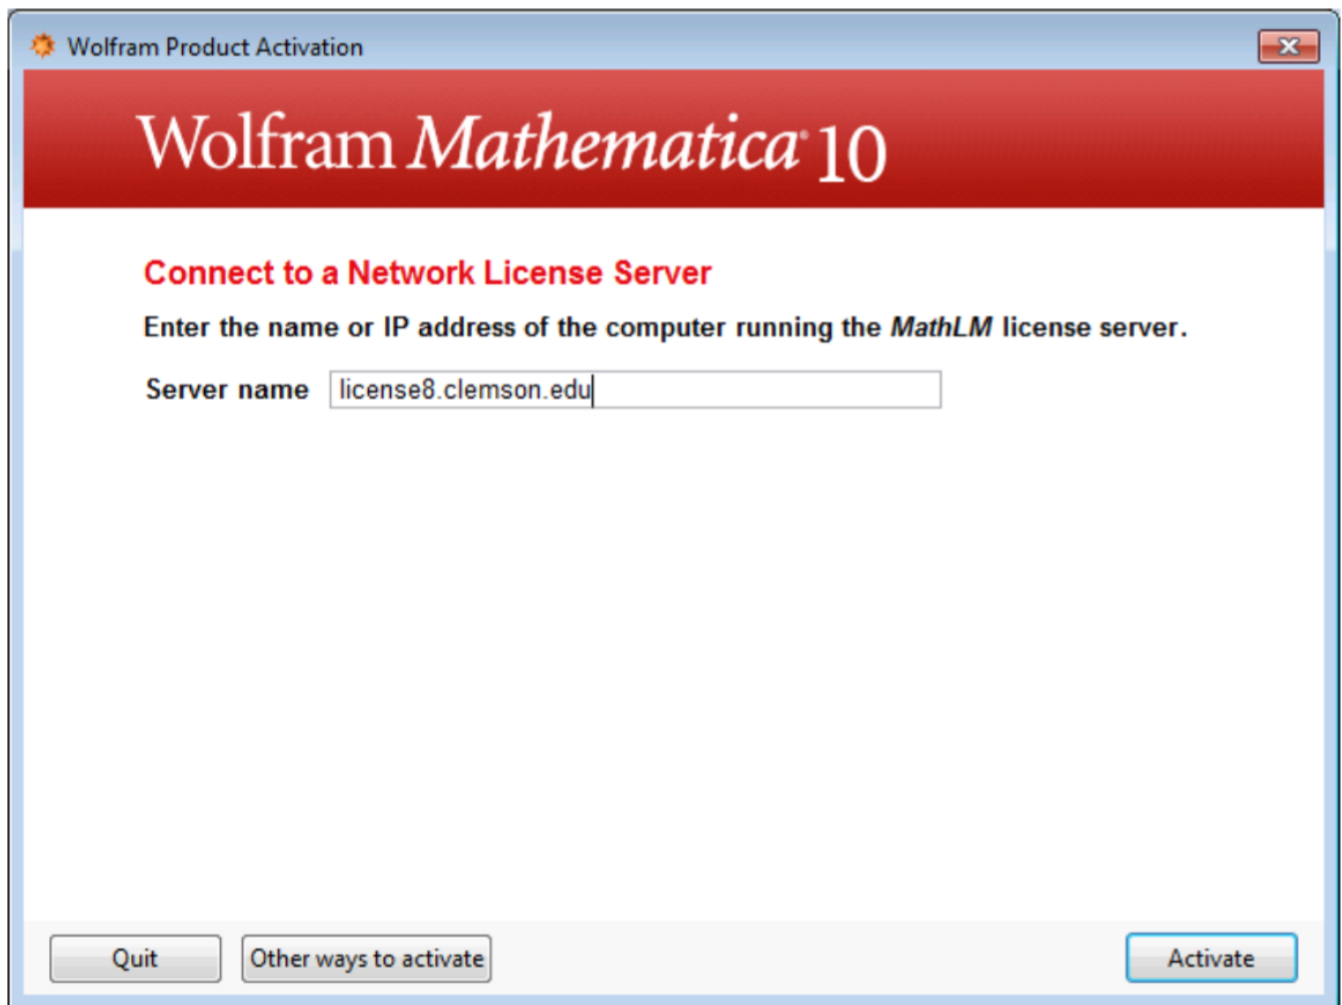 Wolfram Product Activation
Wolfram Mathematica® 10
Connect to a Network License Server
Enter the name or IP address of the computer running the MathLM license server.
Server name license8.clemson.edu
Quit Other ways to activate Activate